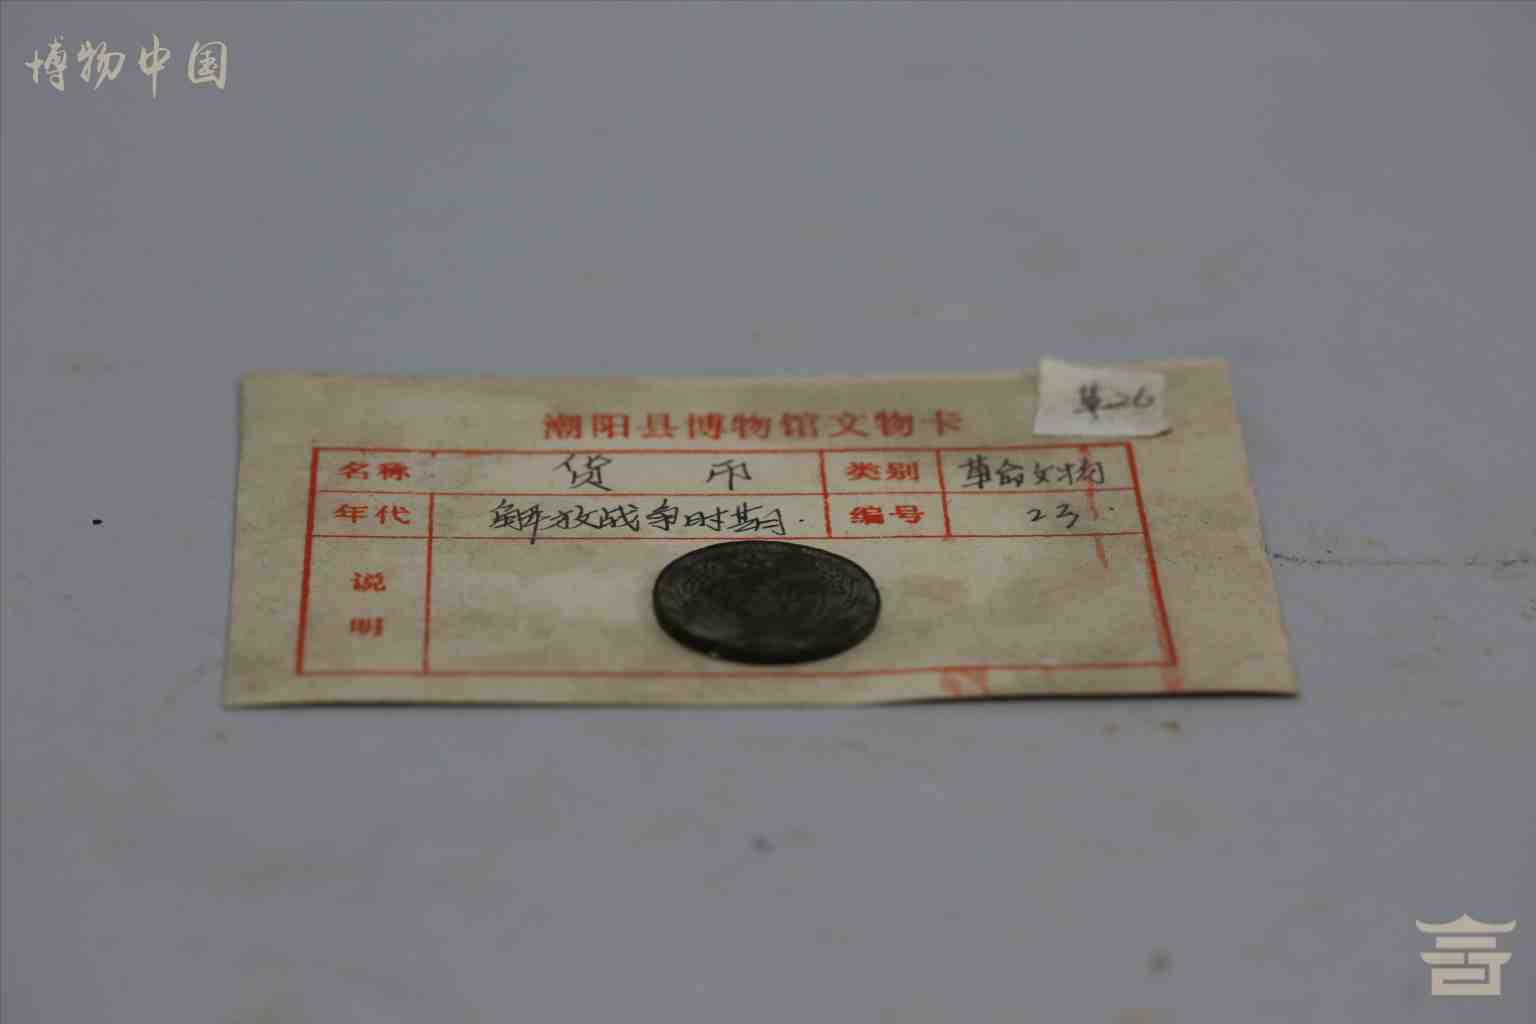 博物中国
革26
潮阳县博物馆文物卡
名称 货币 类别 革命文物
年代 解放战争时期. 编号 23.
说明